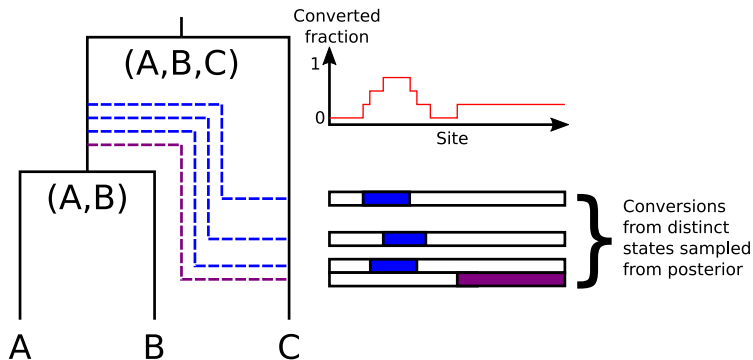 (A,B,C)
(A,B)
A
B
C
Converted
fraction
1
0
Site
Conversions
from distinct
states sampled
from posterior